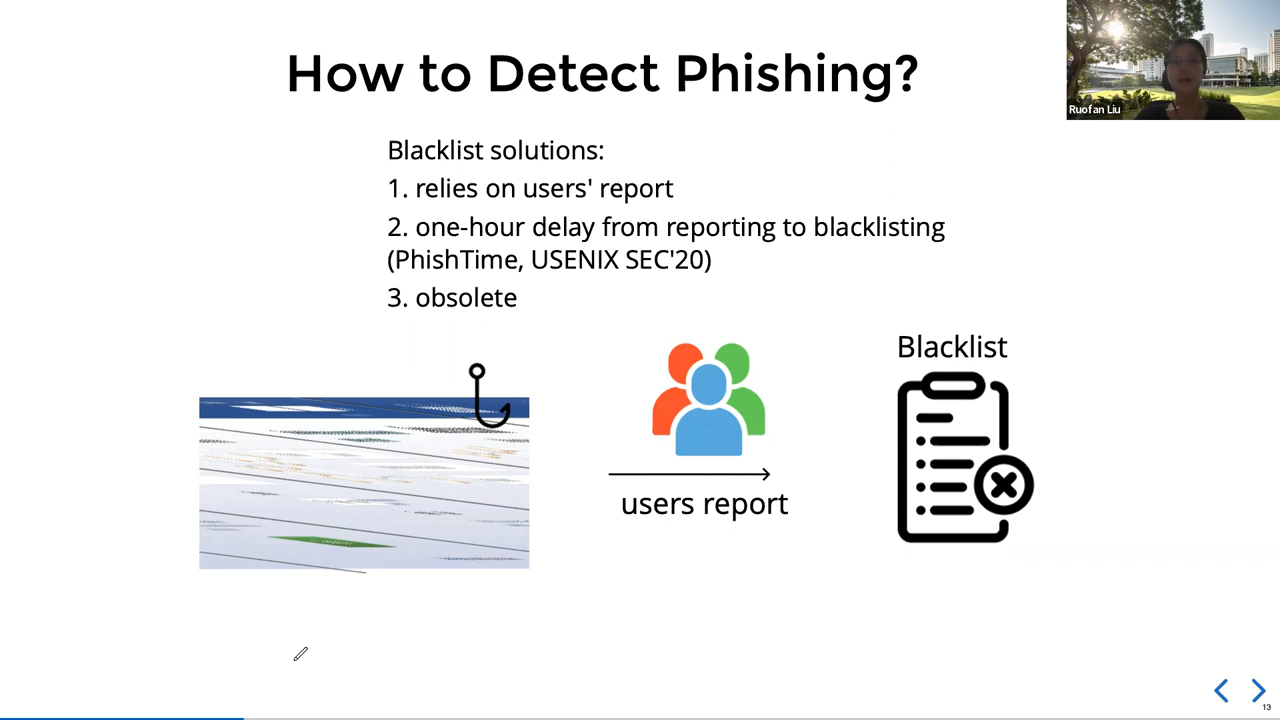 How to Detect Phishing?
Ruofan Liu
Blacklist solutions:
1. relies on users' report
2. one-hour delay from reporting to blacklisting
(PhishTime, USENIX SEC'20)
3. obsolete
Blacklist
users report
13